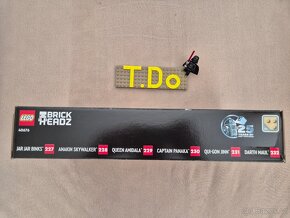 T.Do
LEGO
BRICK
HEADZ
40676
25
JAR JAR BINKS 227
ANAKIN SKYWALKER 228
QUEEN AMIDALA 229
CAPTAIN PANAKA 230
QUI-GON JINN 231
DARTH MAUL 232